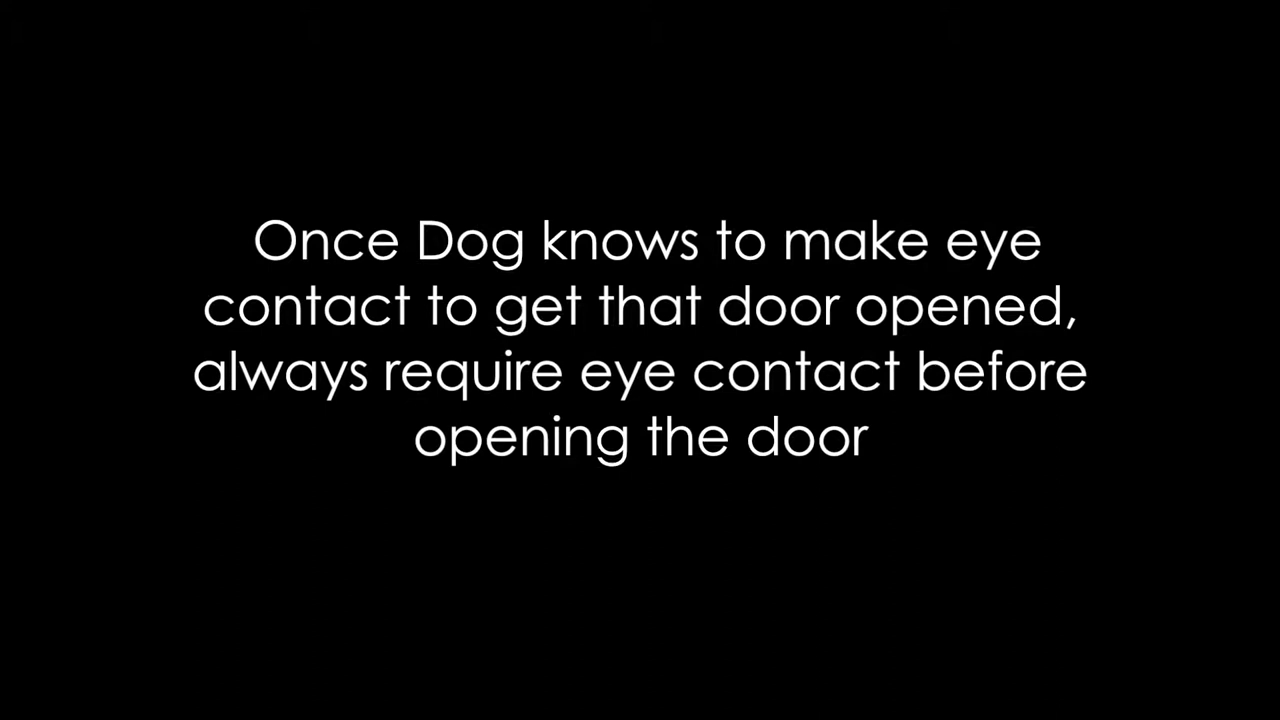 Once Dog knows to make eye
contact to get that door opened,
always require eye contact before
opening the door